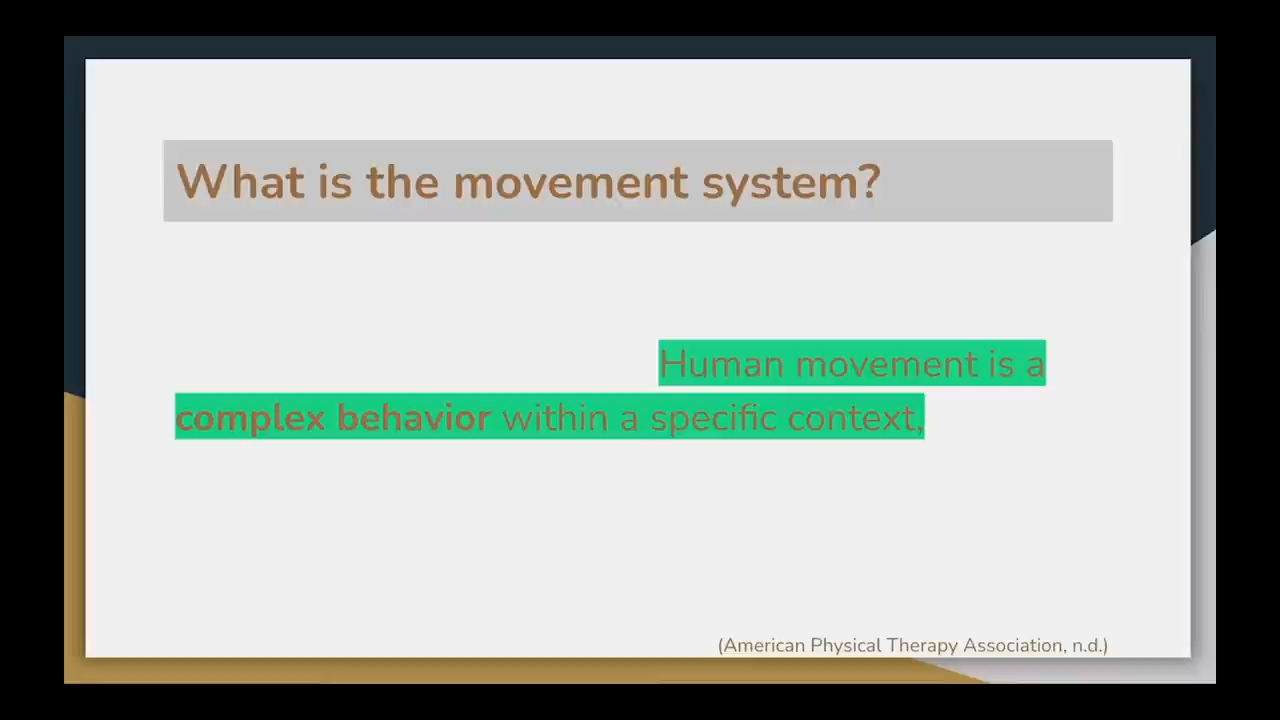 What is the movement system?
Human movement is a
complex behavior within a specific context,
(American Physical Therapy Association, n.d.)